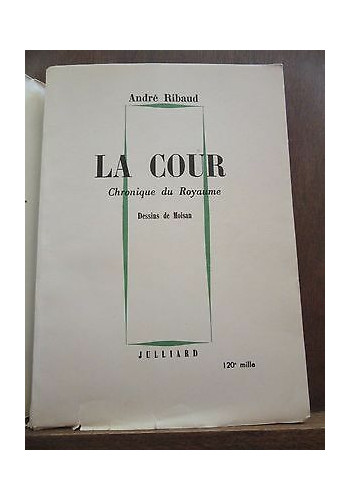 André Ribaud
LA COUR
Chronique du Royaume
Dessins de Moisan
JULLIARD
120e mille